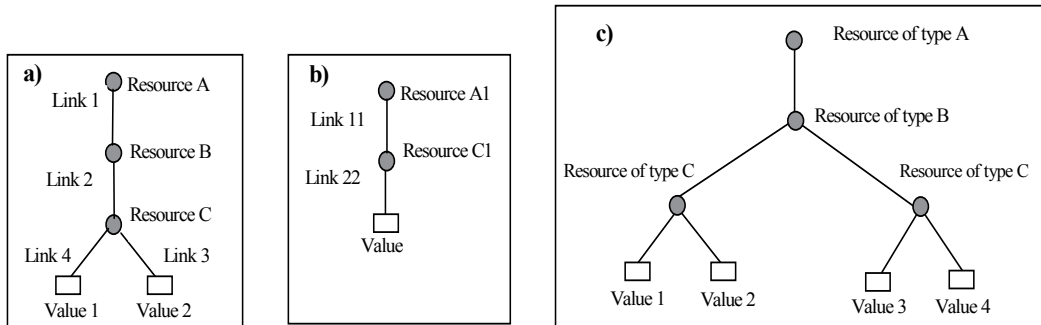 a)
Resource A
Link 1
Resource B
Link 2
Resource C
Link 4
Link 3
Value 1
Value 2
b)
Resource A1
Link 11
Resource C1
Link 22
Value
c)
Resource of type A
Resource of type B
Resource of type C
Resource of type C
Value 1
Value 2
Value 3
Value 4